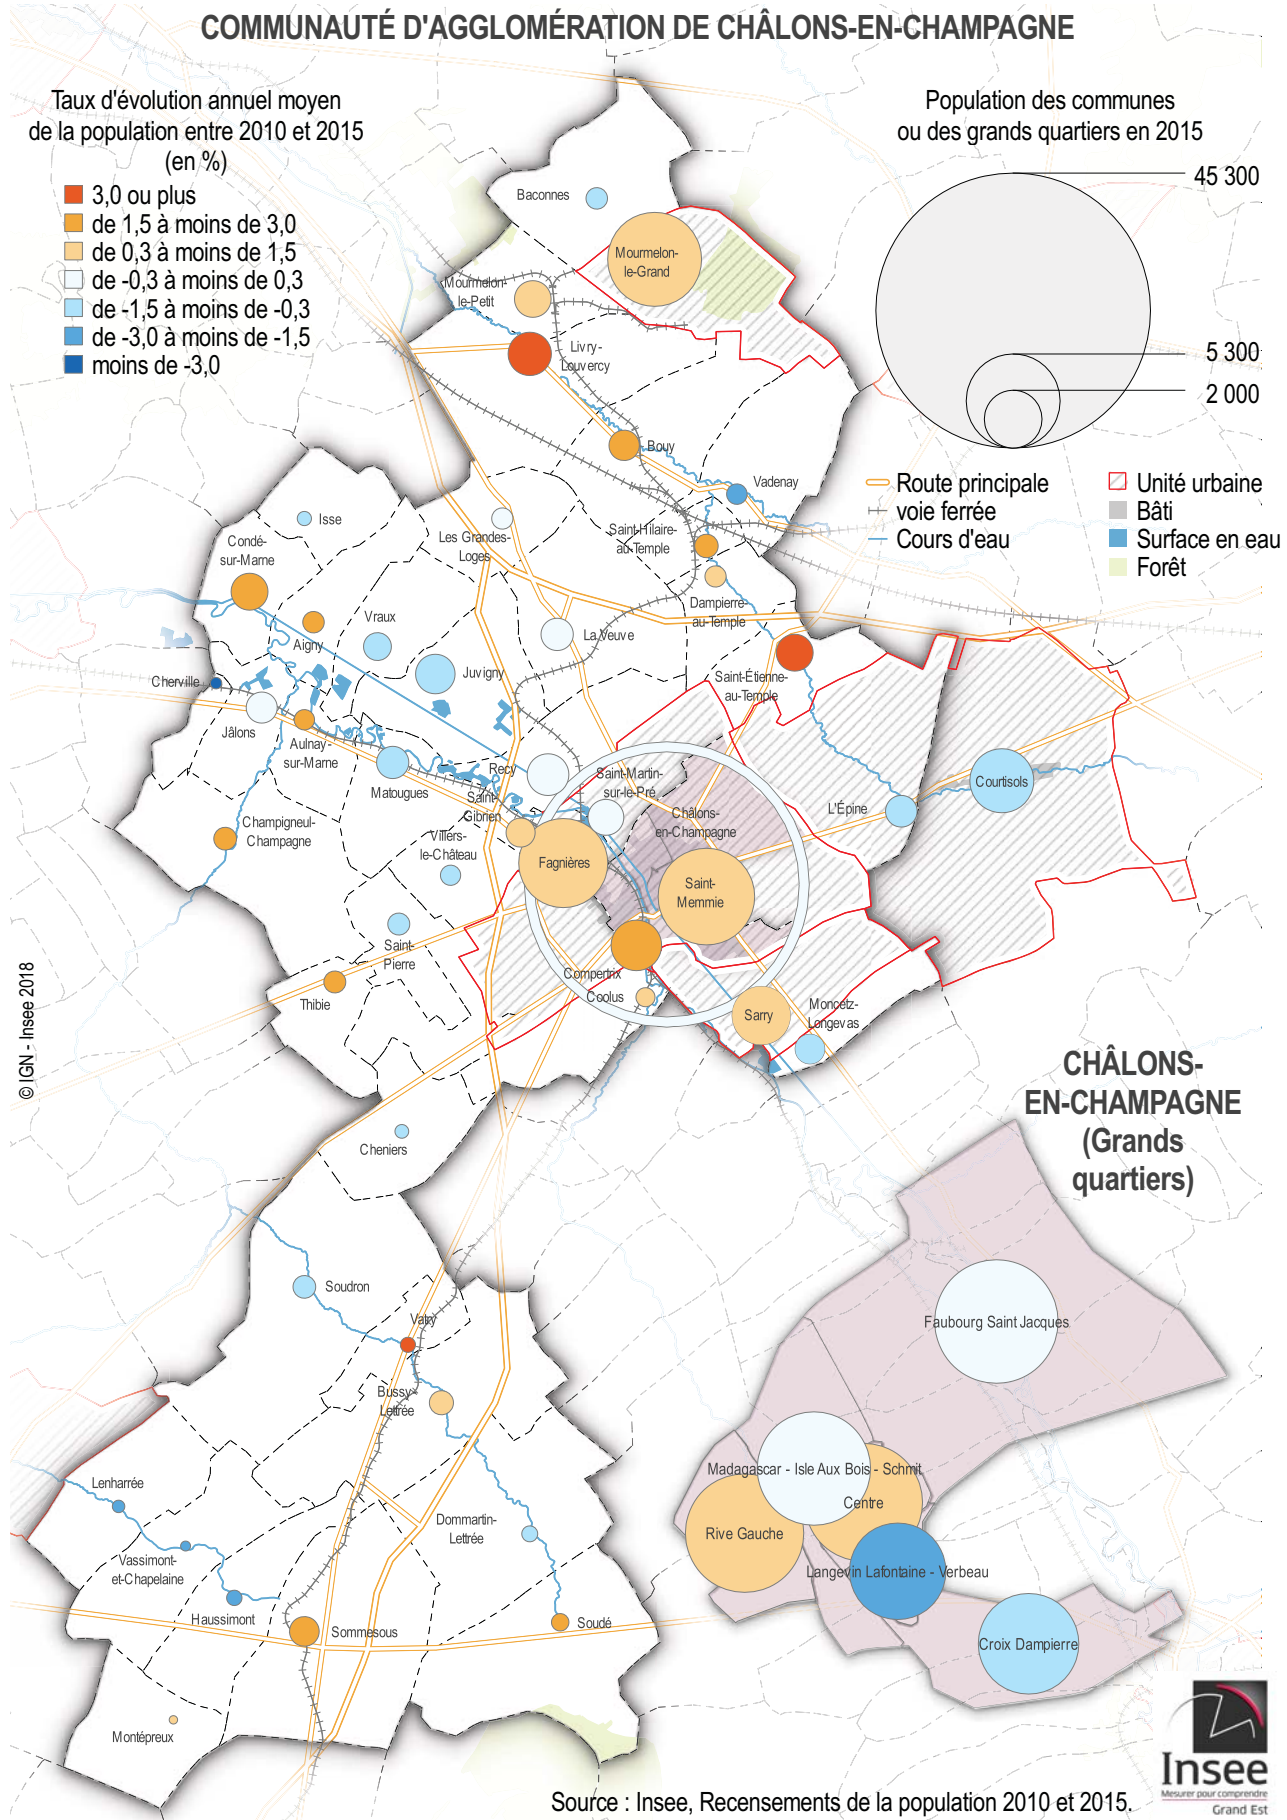 COMMUNAUTÉ D'AGGLOMÉRATION DE CHÂLONS-EN-CHAMPAGNE
Taux d'évolution annuel moyen
de la population entre 2010 et 2015
(en %)
3,0 ou plus
de 1,5 à moins de 3,0
de 0,3 à moins de 1,5
de -0,3 à moins de 0,3
de -1,5 à moins de -0,3
de -3,0 à moins de -1,5
moins de -3,0
Population des communes
ou des grands quartiers en 2015
45 300
5 300
2 000
Route principale
voie ferrée
Cours d'eau
Unité urbaine
Bâti
Surface en eau
Forêt
Baconnes
Mourmelon-
le-Grand
Mourmelon-
le-Petit
Livry-
Louvercy
Bouy
Vadenay
Isse
Les Grandes-
Loges
Saint-Hilaire-
au-Temple
Condé-
sur-Marne
Dampierre-
au-Temple
Aigny
Vraux
La Veuve
Juvigny
Saint-Étienne-
au-Temple
Cherville
Jâlons
Aulnay-
sur-Marne
Matougues
Recy
Saint-Martin-
sur-le-Pré
Courtisols
Saint-
Gibrien
Châlons-
en-Champagne
L'Épine
Champigneul-
Champagne
Villers-
le-Château
Fagnières
Saint-
Memmie
Saint-
Pierre
Compertrix
Coolus
Thibie
Sarry
Moncetz-
Longevas
© IGN - Insee 2018
Cheniers
CHÂLONS-
EN-CHAMPAGNE
(Grands
quartiers)
Soudron
Vatry
Bussy-
Lettrée
Faubourg Saint Jacques
Madagascar - Isle Aux Bois - Schmit
Centre
Rive Gauche
Langevin Lafontaine - Verbeau
Croix Dampierre
Lenharrée
Dommartin-
Lettrée
Vassimont-
et-Chapelaine
Haussimont
Sommesous
Soudé
Montépreux
Insee
Mesurer pour comprendre
Grand Est
Source : Insee, Recensements de la population 2010 et 2015.